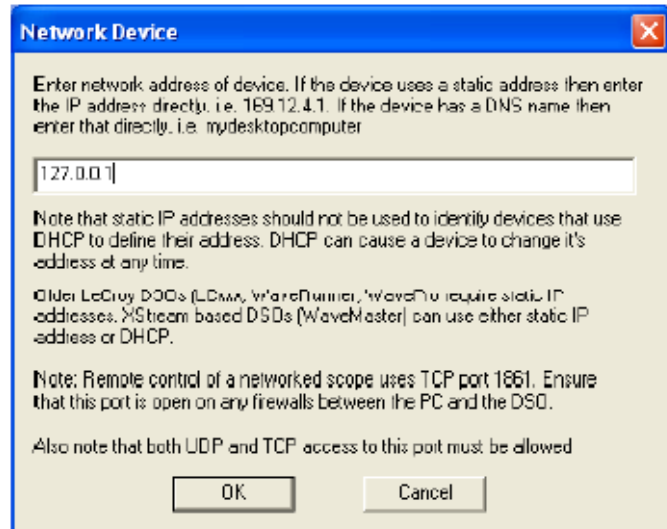 Network Device
Enter network address of device. If the device uses a static address then enter
the IP address directly, i.e. 169.12.4.1. If the device has a DNS name then
enter that directly, i.e. mydesktopcomputer
127.0.0.1
Note that static IP addresses should not be used to identify devices that use
DHCP to define their address. DHCP can cause a device to change it's
address at any time.
Older LeCroy DSOs (LCxxx, WaveRunner, WavePro require static IP
addresses. XStream based DSOs (WaveMaster) can use either static IP
address or DHCP.
Note: Remote control of a networked scope uses TCP port 1861. Ensure
that this port is open on any firewalls between the PC and the DSO.
Also note that both UDP and TCP access to this port must be allowed
OK
Cancel